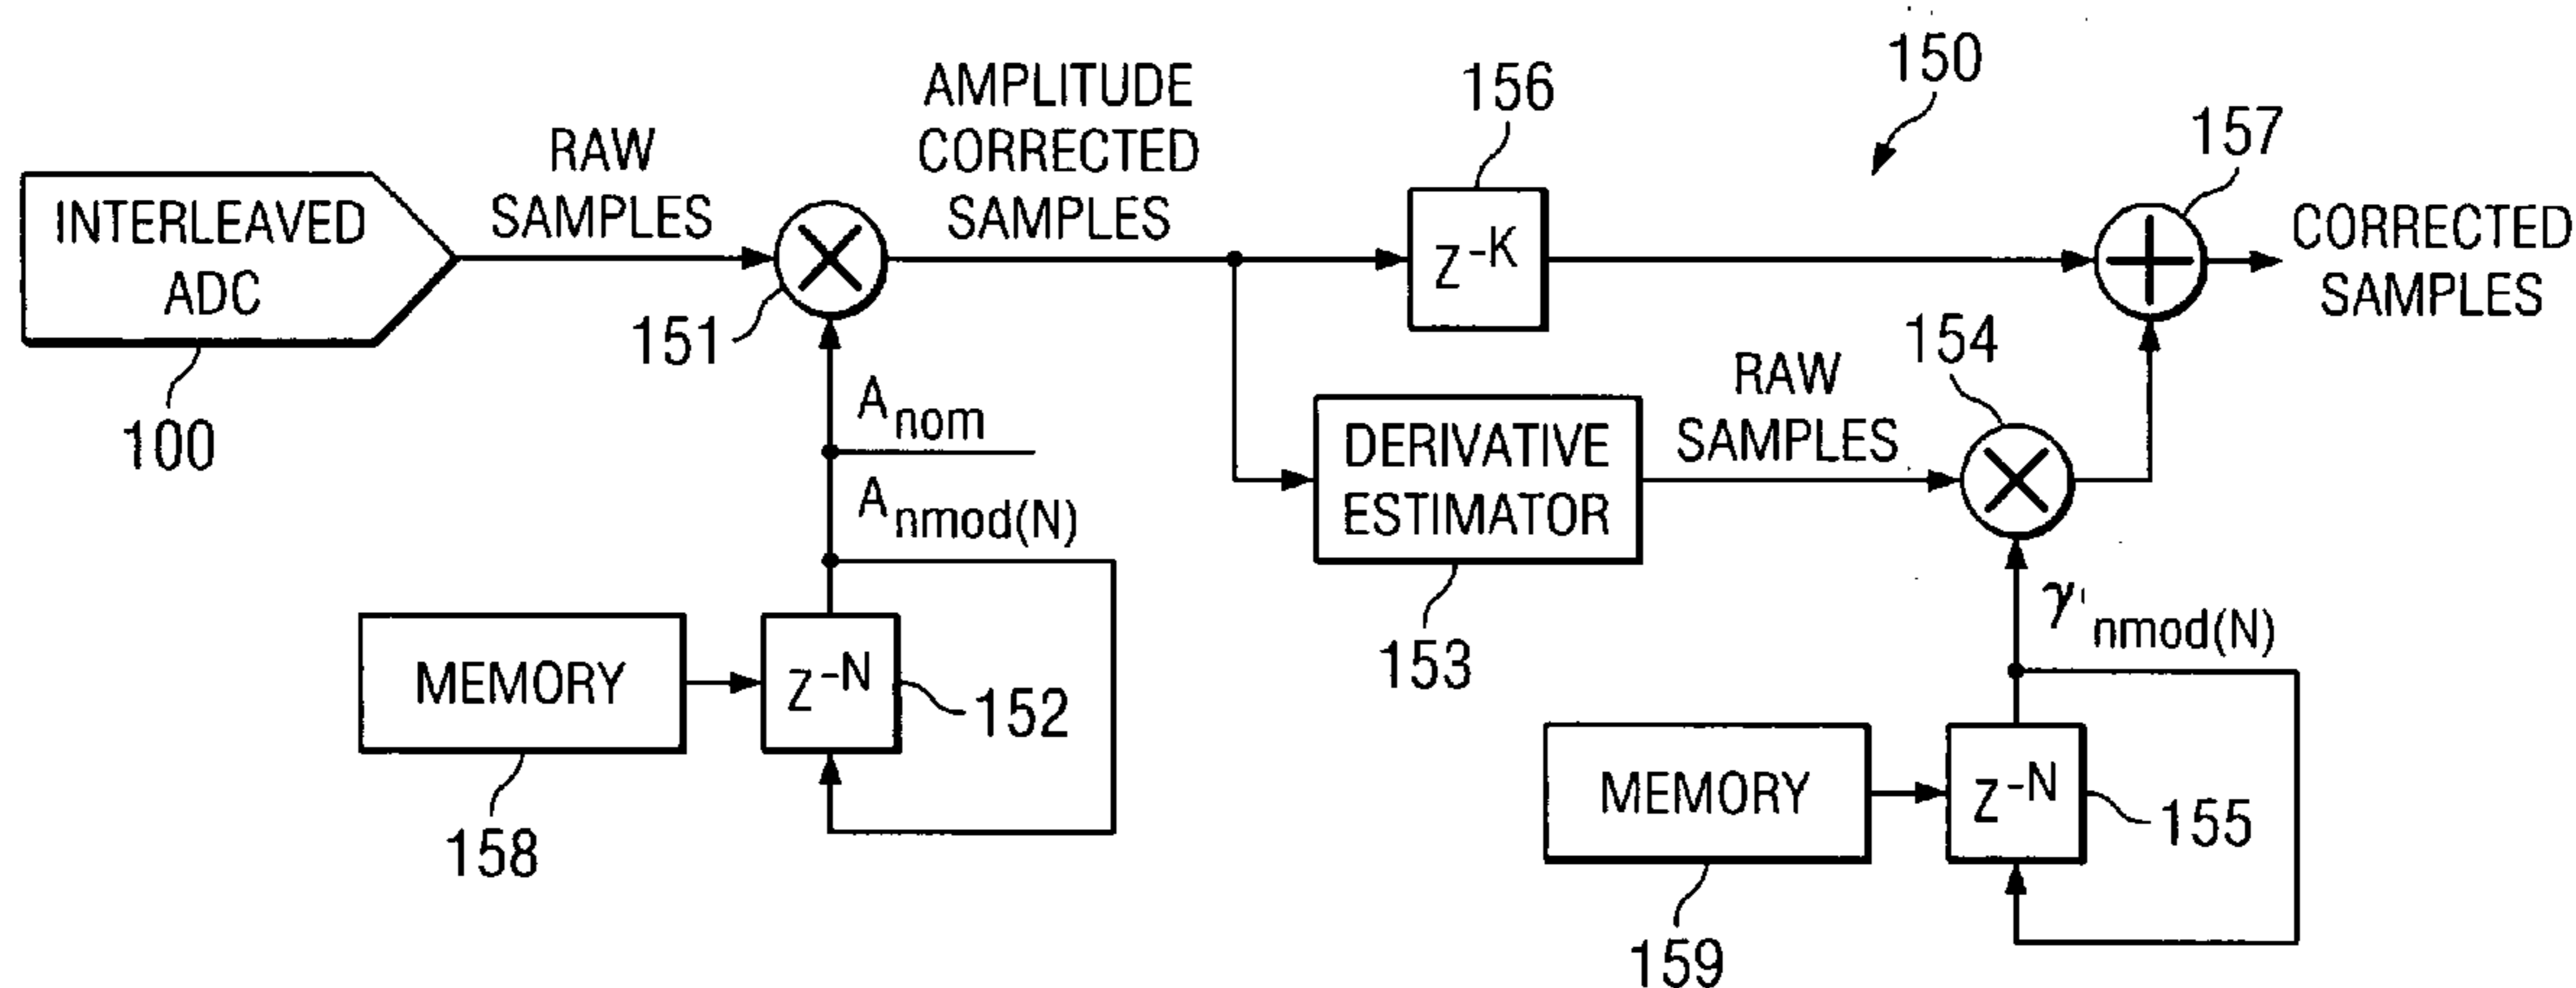 150
156
157
AMPLITUDE
CORRECTED
SAMPLES
RAW
SAMPLES
INTERLEAVED
ADC
100
151
Z-K
CORRECTED
SAMPLES
154
RAW
SAMPLES
DERIVATIVE
ESTIMATOR
153
Anom
Anmod(N)
MEMORY
158
Z-N
152
γ'nmod(N)
MEMORY
159
Z-N
155